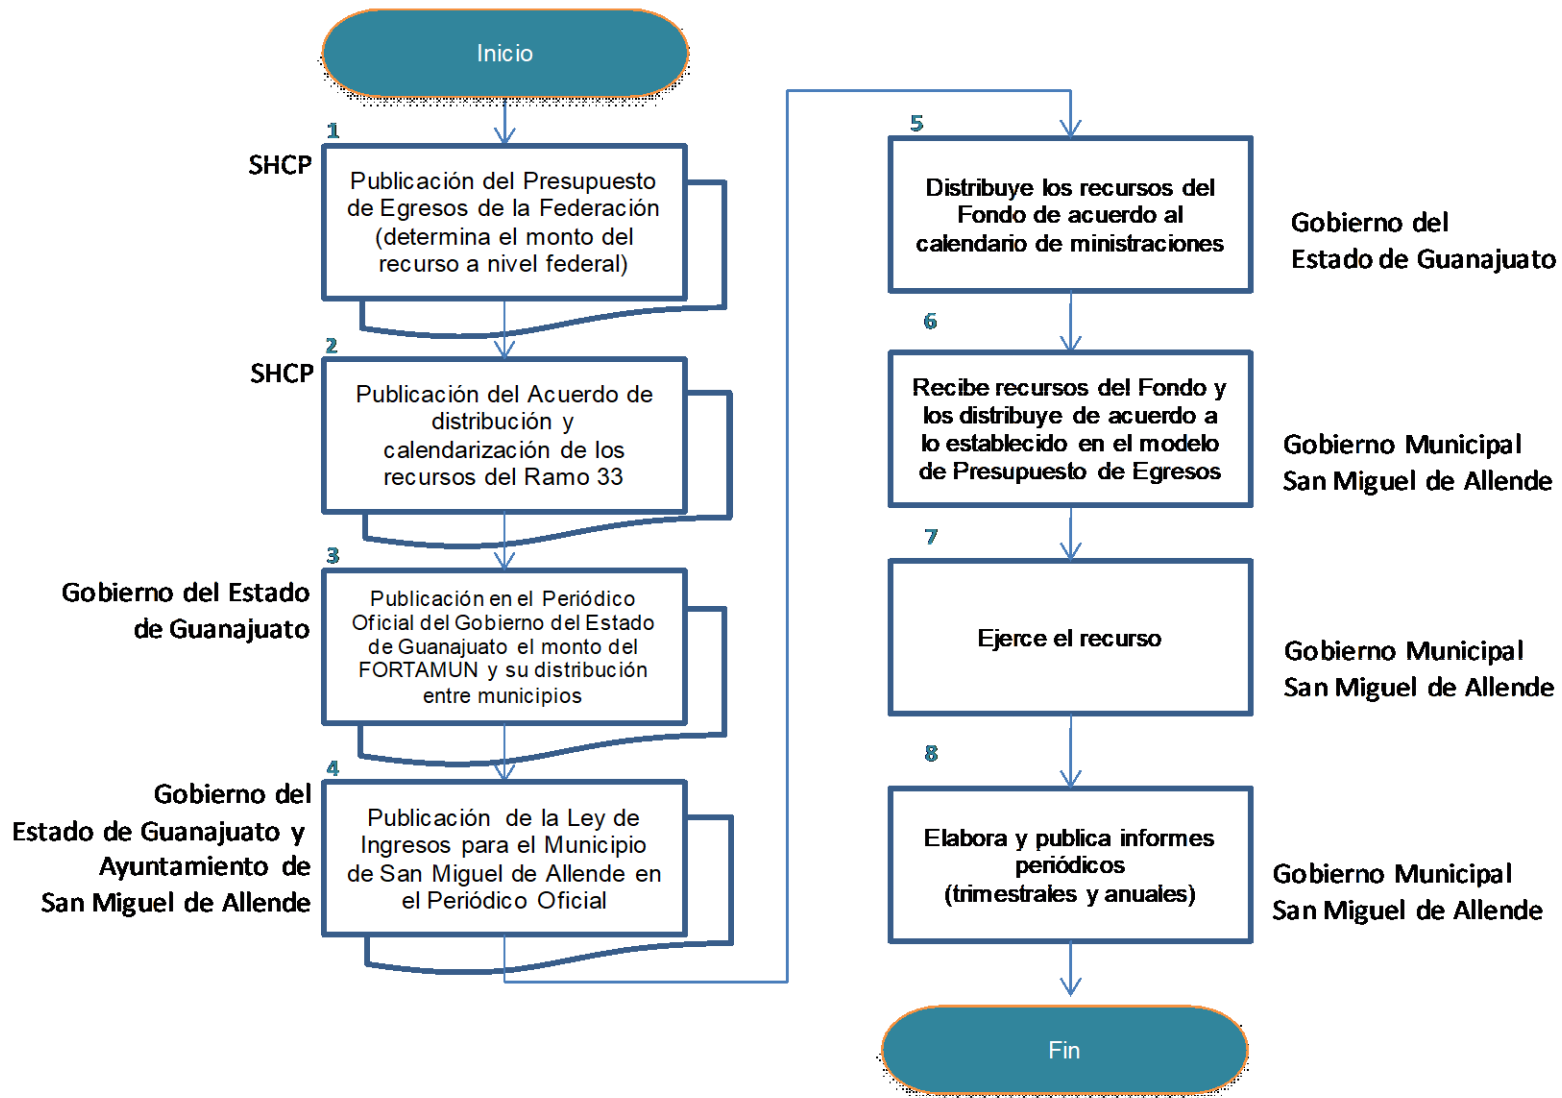 Inicio
1
SHCP
Publicación del Presupuesto
de Egresos de la Federación
(determina el monto del
recurso a nivel federal)
2
SHCP
Publicación del Acuerdo de
distribución y
calendarización de los
recursos del Ramo 33
3
Gobierno del Estado
de Guanajuato
Publicación en el Periódico
Oficial del Gobierno del Estado
de Guanajuato el monto del
FORTAMUN y su distribución
entre municipios
4
Gobierno del
Estado de Guanajuato y
Ayuntamiento de
San Miguel de Allende
Publicación de la Ley de
Ingresos para el Municipio
de San Miguel de Allende en
el Periódico Oficial
5
Distribuye los recursos del
Fondo de acuerdo al
calendario de ministraciones
Gobierno del
Estado de Guanajuato
6
Recibe recursos del Fondo y
los distribuye de acuerdo a
lo establecido en el modelo
de Presupuesto de Egresos
Gobierno Municipal
San Miguel de Allende
7
Ejerce el recurso
Gobierno Municipal
San Miguel de Allende
8
Elabora y publica informes
periódicos
(trimestrales y anuales)
Gobierno Municipal
San Miguel de Allende
Fin